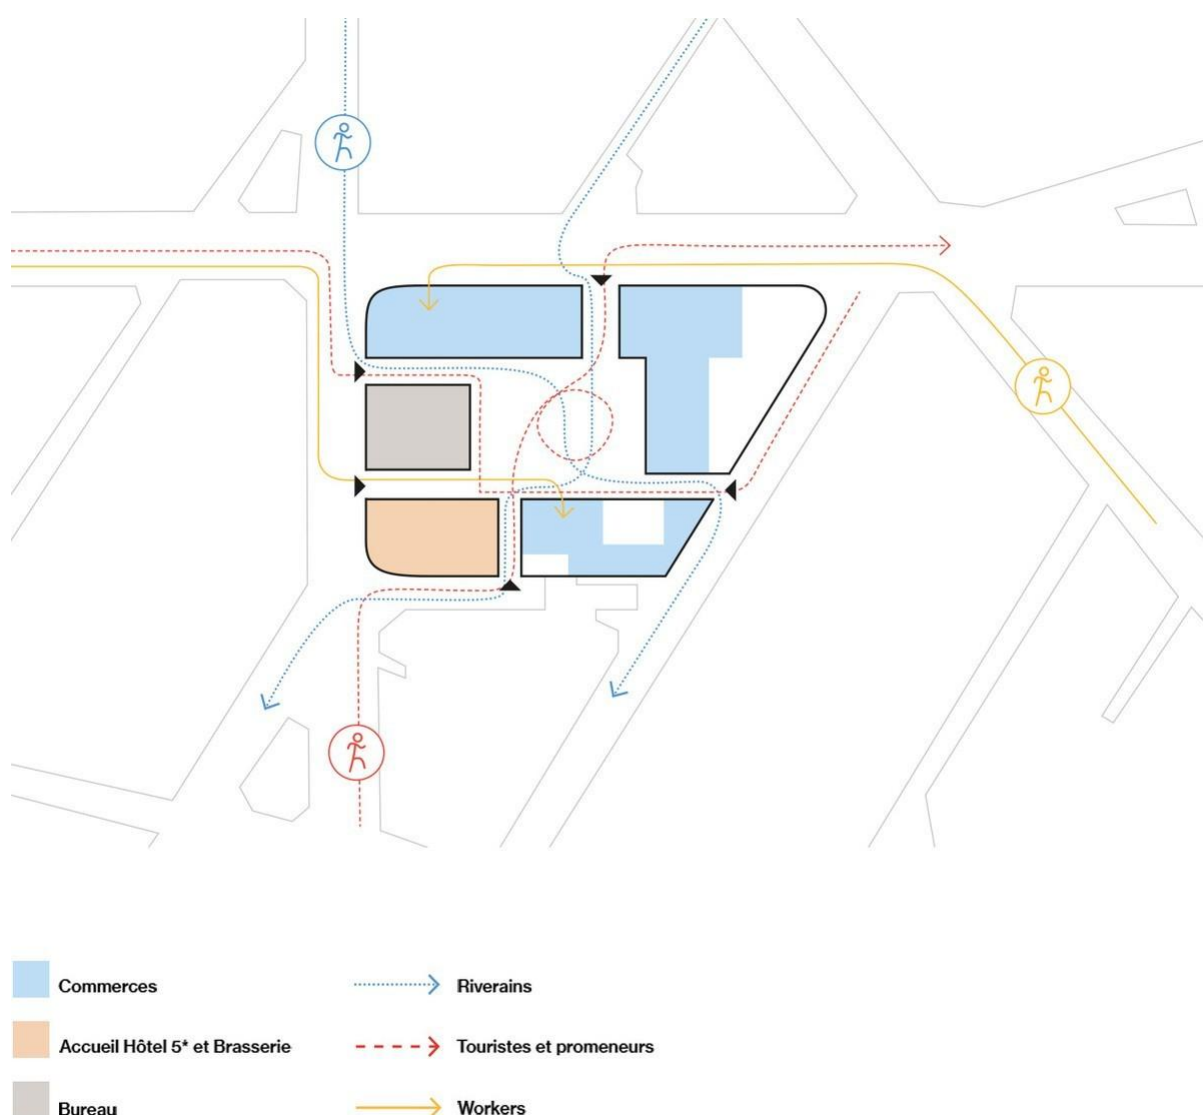 Commerces
Riverains
Accueil Hôtel 5* et Brasserie
Touristes et promeneurs
Bureau
Workers